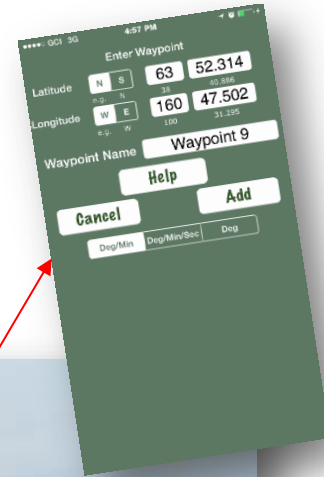 GCI 3G 4:57 PM
Enter Waypoint
Latitude N S 63 52.314
e.g. N 38 40.886
Longitude W E 160 47.502
e.g. W 100 31.295
Waypoint Name Waypoint 9
Help
Cancel Add
Deg/Min Deg/Min/Sec Deg